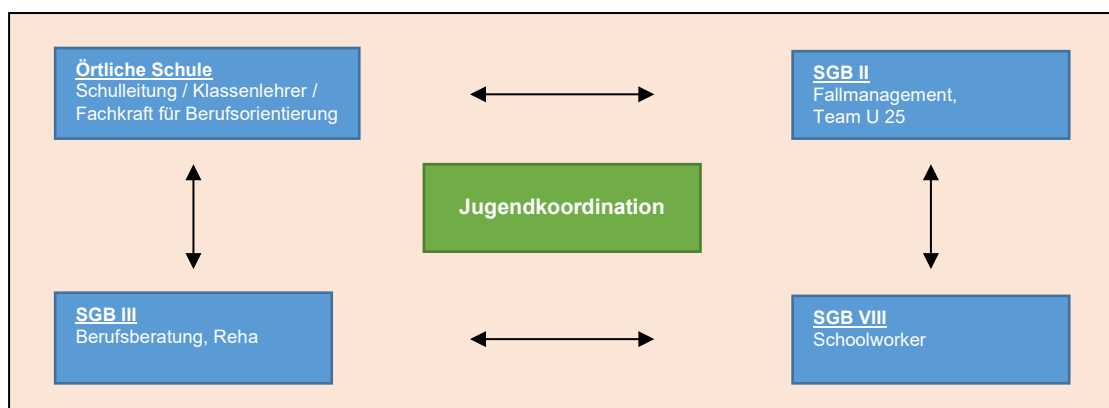 Örtliche Schule
Schulleitung / Klassenlehrer /
Fachkraft für Berufsorientierung
SGB II
Fallmanagement,
Team U 25
Jugendkoordination
SGB III
Berufsberatung, Reha
SGB VIII
Schoolworker